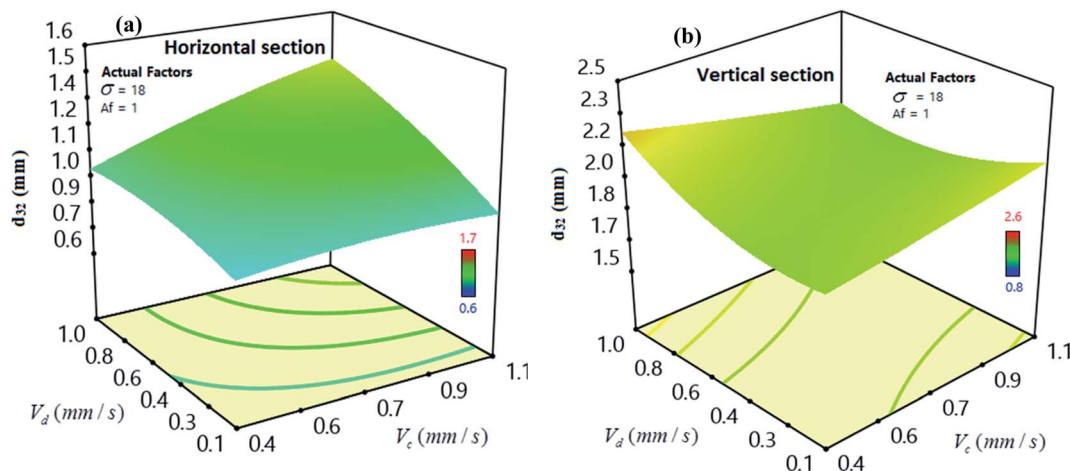 (a)
Horizontal section
Actual Factors
σ = 18
Af = 1
1.6
1.5
1.4
1.3
1.2
1.1
1.0
0.9
0.7
0.6
d32 (mm)
1.7
0.6
1.0
0.8
0.6
0.4
0.3
0.1
V_d (mm / s)
0.4
0.6
0.7
0.9
1.1
V_c (mm / s)
(b)
Vertical section
Actual Factors
σ = 18
Af = 1
2.5
2.3
2.2
2.0
1.8
1.7
1.5
d32 (mm)
2.6
0.8
1.0
0.8
0.6
0.4
0.3
0.1
V_d (mm / s)
0.4
0.6
0.7
0.9
1.1
V_c (mm / s)